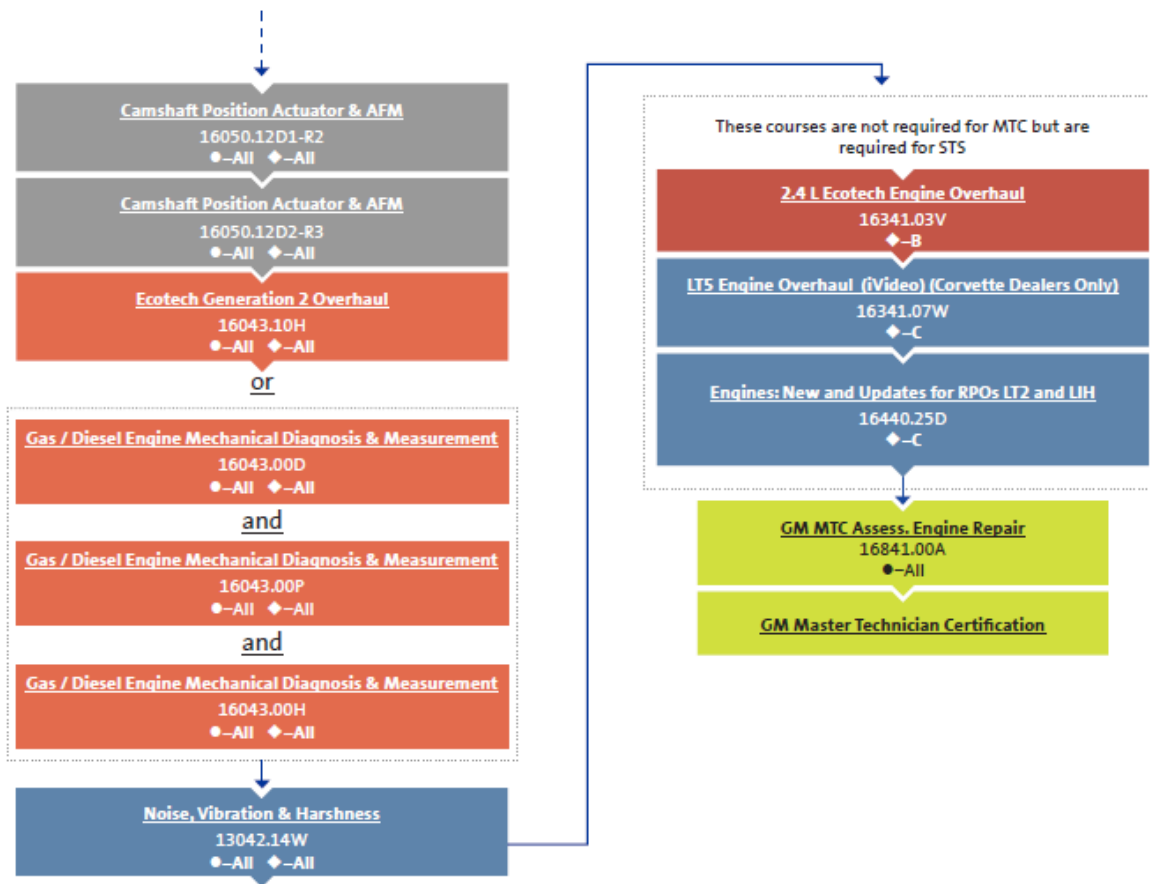 Camshaft Position Actuator & AFM
16050.12D1-R2
●–All ◆–All
Camshaft Position Actuator & AFM
16050.12D2-R3
●–All ◆–All
Ecotech Generation 2 Overhaul
16043.10H
●–All ◆–All
or
Gas / Diesel Engine Mechanical Diagnosis & Measurement
16043.00D
●–All ◆–All
and
Gas / Diesel Engine Mechanical Diagnosis & Measurement
16043.00P
●–All ◆–All
and
Gas / Diesel Engine Mechanical Diagnosis & Measurement
16043.00H
●–All ◆–All
Noise, Vibration & Harshness
13042.14W
●–All ◆–All
These courses are not required for MTC but are
required for STS
2.4 L Ecotech Engine Overhaul
16341.03V
◆–B
LT5 Engine Overhaul (iVideo) (Corvette Dealers Only)
16341.07W
◆–C
Engines: New and Updates for RPOs LT2 and LIH
16440.25D
◆–C
GM MTC Assess. Engine Repair
16841.00A
●–All
GM Master Technician Certification